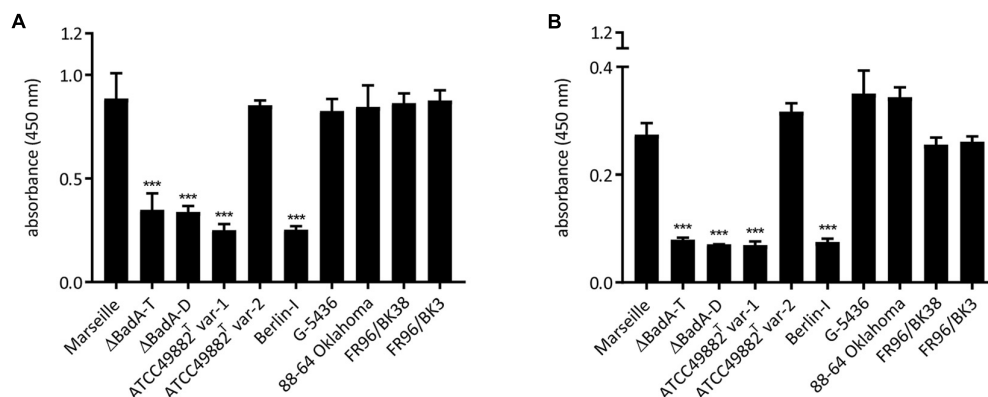 A
absorbance (450 nm)
1.2
1.0
0.5
0.0
***
***
***
***
Marseille
ΔBadA-T
ΔBadA-D
ATCC49882ᵀ var-1
ATCC49882ᵀ var-2
Berlin-I
G-5436
88-64 Oklahoma
FR96/BK38
FR96/BK3
B
absorbance (450 nm)
1.2
0.4
0.2
0.0
***
***
***
***
Marseille
ΔBadA-T
ΔBadA-D
ATCC49882ᵀ var-1
ATCC49882ᵀ var-2
Berlin-I
G-5436
88-64 Oklahoma
FR96/BK38
FR96/BK3